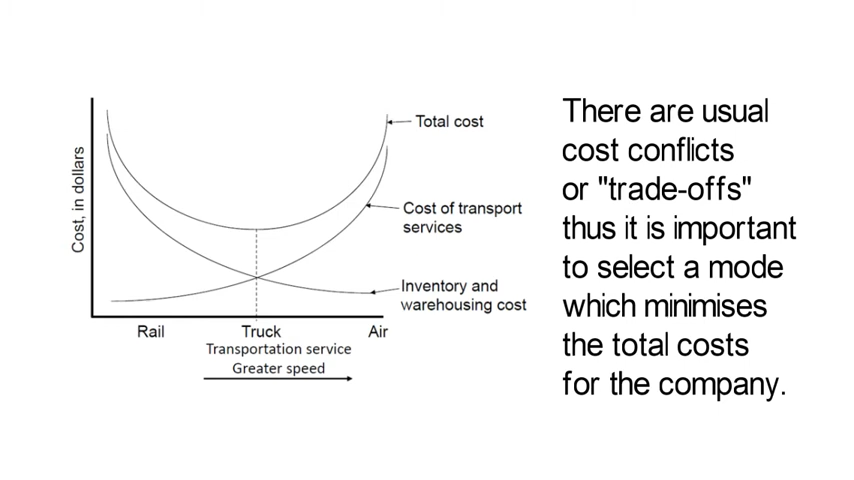 Total cost
Cost of transport
services
Inventory and
warehousing cost
Cost, in dollars
Rail Truck Air
Transportation service
Greater speed
There are usual
cost conflicts
or "trade-offs"
thus it is important
to select a mode
which minimises
the total costs
for the company.